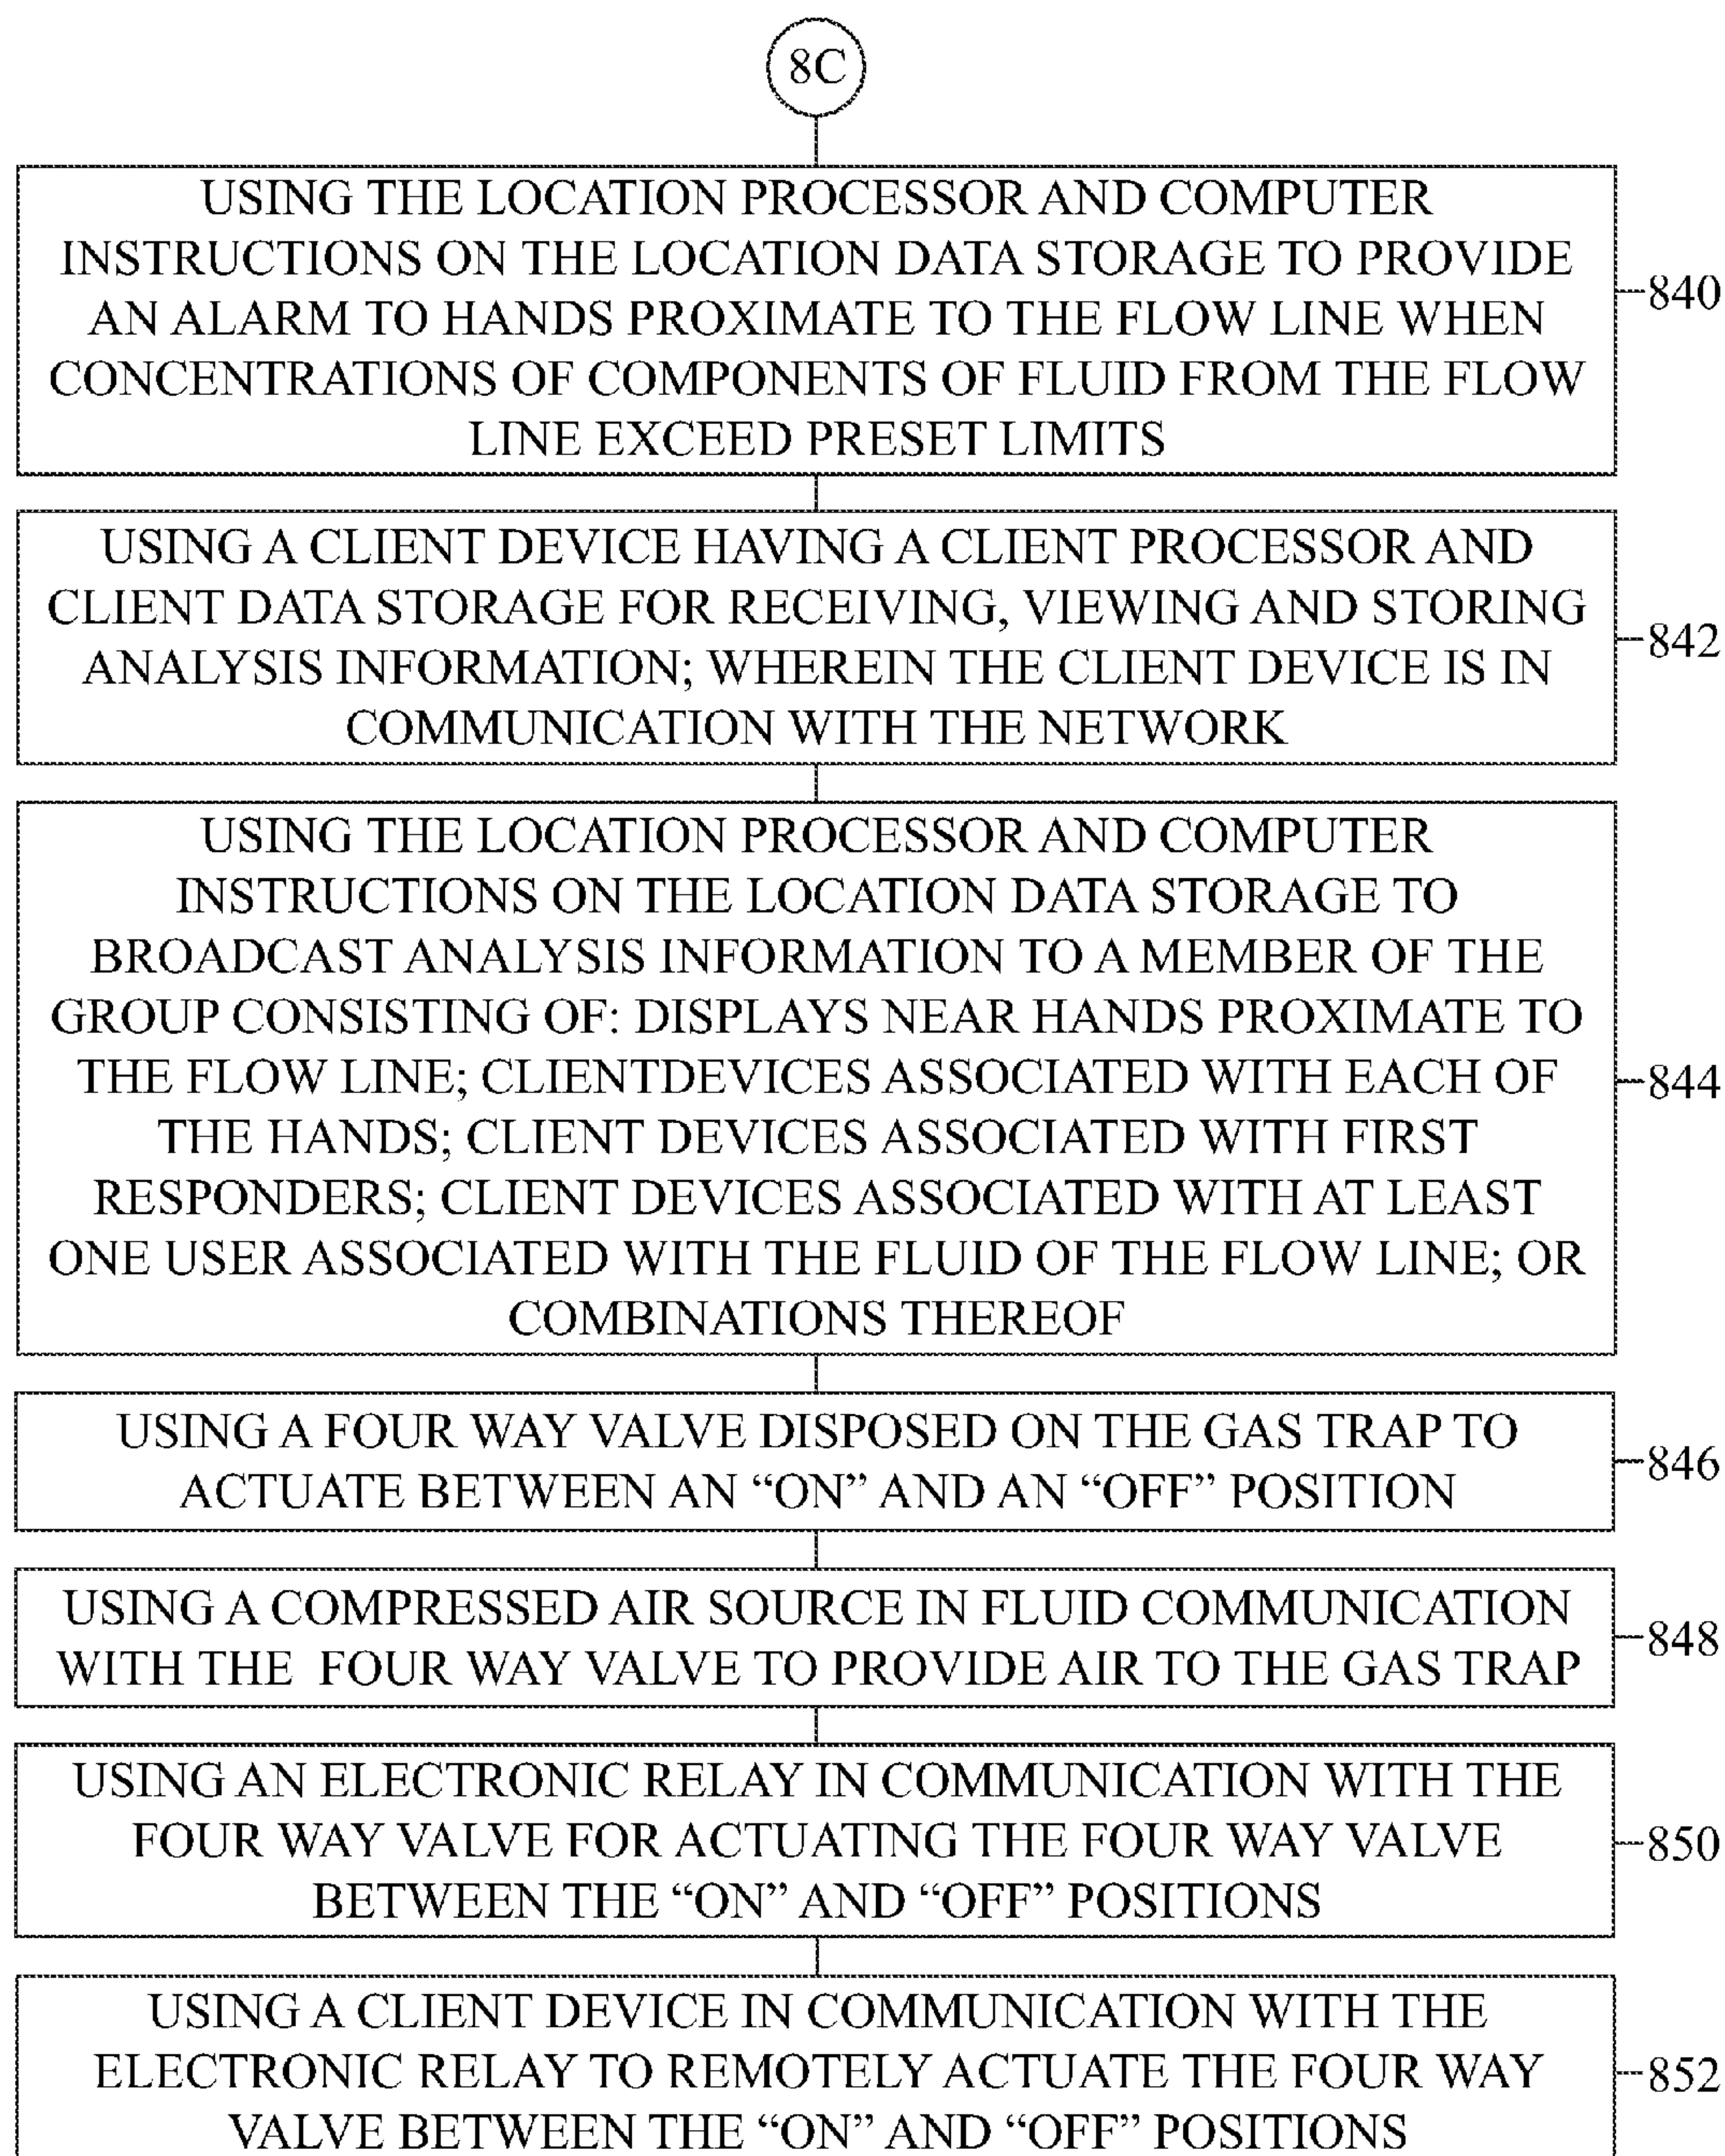 8C
USING THE LOCATION PROCESSOR AND COMPUTER
INSTRUCTIONS ON THE LOCATION DATA STORAGE TO PROVIDE
AN ALARM TO HANDS PROXIMATE TO THE FLOW LINE WHEN
CONCENTRATIONS OF COMPONENTS OF FLUID FROM THE FLOW
LINE EXCEED PRESET LIMITS
840
USING A CLIENT DEVICE HAVING A CLIENT PROCESSOR AND
CLIENT DATA STORAGE FOR RECEIVING, VIEWING AND STORING
ANALYSIS INFORMATION; WHEREIN THE CLIENT DEVICE IS IN
COMMUNICATION WITH THE NETWORK
842
USING THE LOCATION PROCESSOR AND COMPUTER
INSTRUCTIONS ON THE LOCATION DATA STORAGE TO
BROADCAST ANALYSIS INFORMATION TO A MEMBER OF THE
GROUP CONSISTING OF: DISPLAYS NEAR HANDS PROXIMATE TO
THE FLOW LINE; CLIENTDEVICES ASSOCIATED WITH EACH OF
THE HANDS; CLIENT DEVICES ASSOCIATED WITH FIRST
RESPONDERS; CLIENT DEVICES ASSOCIATED WITH AT LEAST
ONE USER ASSOCIATED WITH THE FLUID OF THE FLOW LINE; OR
COMBINATIONS THEREOF
844
USING A FOUR WAY VALVE DISPOSED ON THE GAS TRAP TO
ACTUATE BETWEEN AN “ON” AND AN “OFF” POSITION
846
USING A COMPRESSED AIR SOURCE IN FLUID COMMUNICATION
WITH THE FOUR WAY VALVE TO PROVIDE AIR TO THE GAS TRAP
848
USING AN ELECTRONIC RELAY IN COMMUNICATION WITH THE
FOUR WAY VALVE FOR ACTUATING THE FOUR WAY VALVE
BETWEEN THE “ON” AND “OFF” POSITIONS
850
USING A CLIENT DEVICE IN COMMUNICATION WITH THE
ELECTRONIC RELAY TO REMOTELY ACTUATE THE FOUR WAY
VALVE BETWEEN THE “ON” AND “OFF” POSITIONS
852